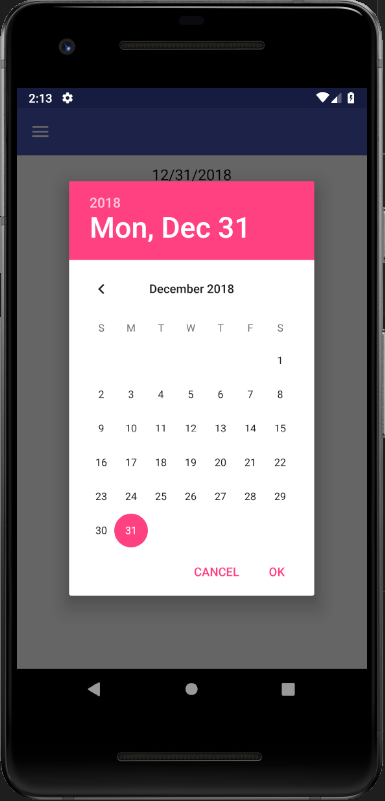 2:13
12/31/2018
2018
Mon, Dec 31
December 2018
S M T W T F S
1
2 3 4 5 6 7 8
9 10 11 12 13 14 15
16 17 18 19 20 21 22
23 24 25 26 27 28 29
30 31
CANCEL OK